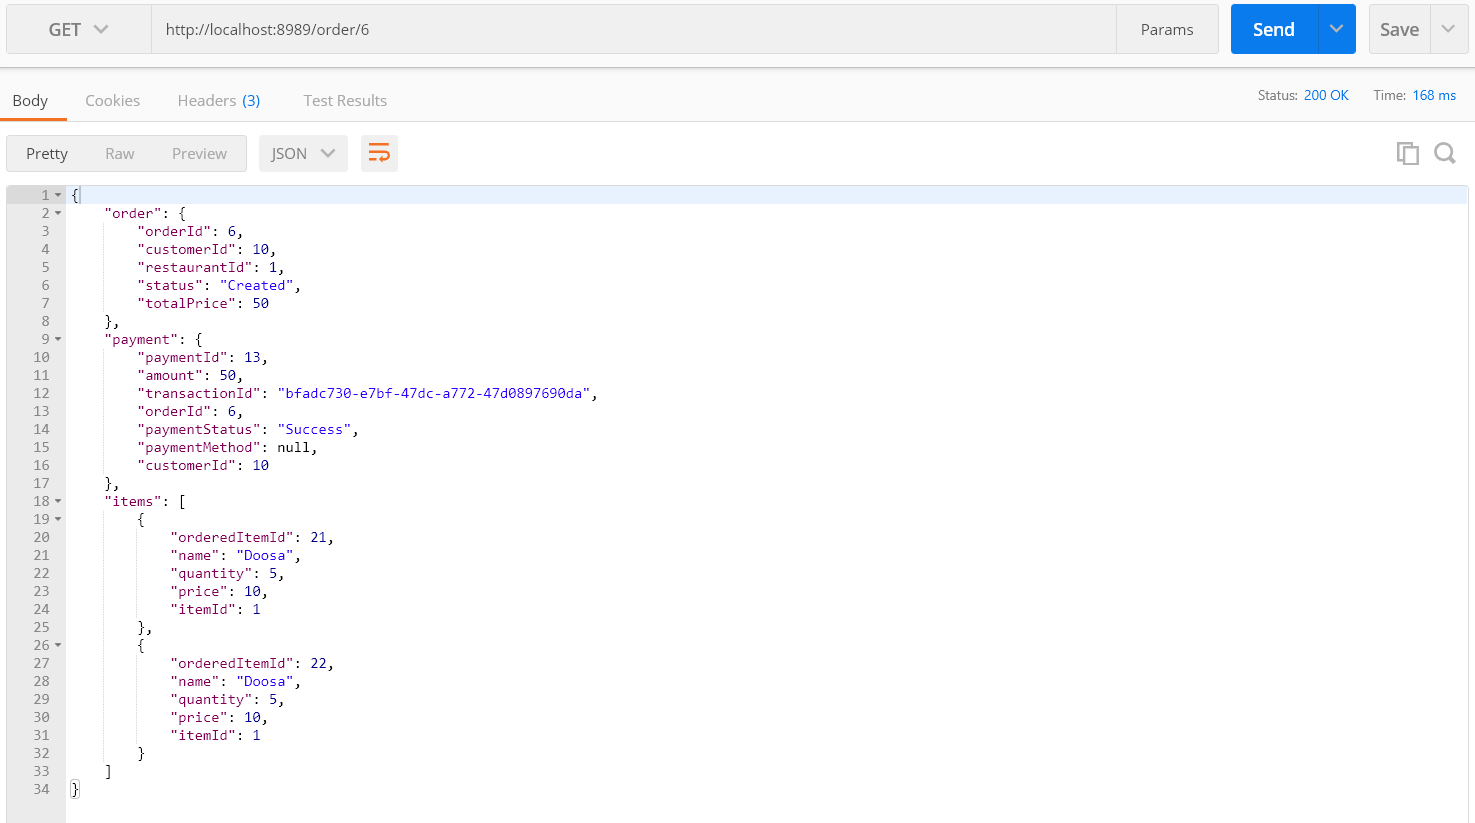 GET http://localhost:8989/order/6 Params Send Save
Body Cookies Headers (3) Test Results Status: 200 OK Time: 168 ms
Pretty Raw Preview JSON
1 {
2 "order": {
3 "orderId": 6,
4 "customerId": 10,
5 "restaurantId": 1,
6 "status": "Created",
7 "totalPrice": 50
8 },
9 "payment": {
10 "paymentId": 13,
11 "amount": 50,
12 "transactionId": "bfadc730-e7bf-47dc-a772-47d0897690da",
13 "orderId": 6,
14 "paymentStatus": "Success",
15 "paymentMethod": null,
16 "customerId": 10
17 },
18 "items": [
19 {
20 "orderedItemId": 21,
21 "name": "Doosa",
22 "quantity": 5,
23 "price": 10,
24 "itemId": 1
25 },
26 {
27 "orderedItemId": 22,
28 "name": "Doosa",
29 "quantity": 5,
30 "price": 10,
31 "itemId": 1
32 }
33 ]
34 }